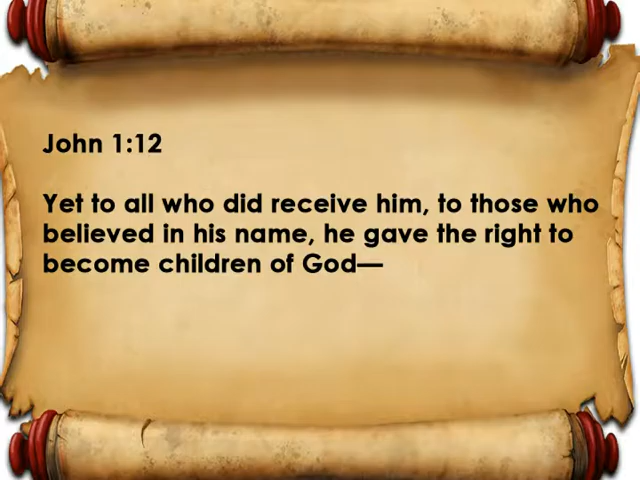 John 1:12
Yet to all who did receive him, to those who
believed in his name, he gave the right to
become children of God—